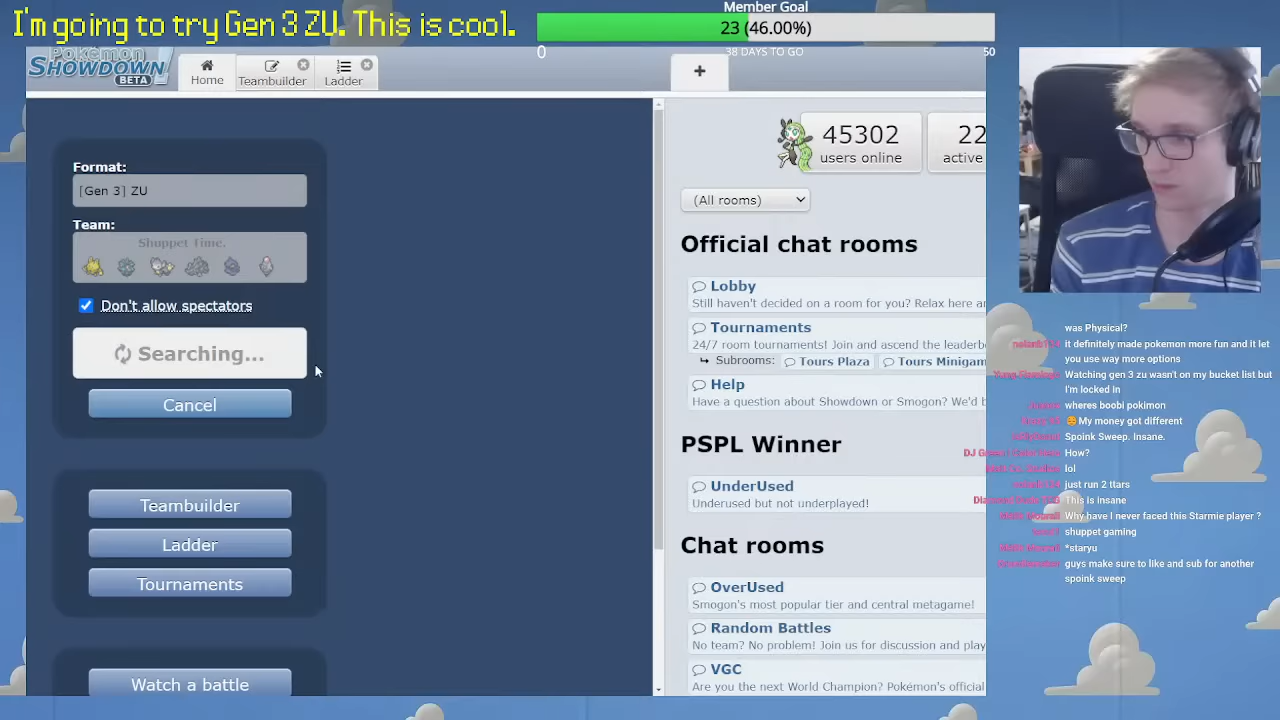 I'm going to try Gen 3 ZU. This is cool.
Member Goal
23 (46.00%)
0
38 DAYS TO GO
50
Pokémon
SHOWDOWN!
BETA
Home
Teambuilder
Ladder
+
Format:
[Gen 3] ZU
Team:
Shuppet Time.
Don't allow spectators
Searching...
Cancel
Teambuilder
Ladder
Tournaments
Watch a battle
45302
users online
22
active
(All rooms)
Official chat rooms
Lobby
Still haven't decided on a room for you? Relax here ar
Tournaments
24/7 room tournaments! Join and ascend the leaderb
Subrooms: Tours Plaza Tours Minigam
Help
Have a question about Showdown or Smogon? We'd b
PSPL Winner
UnderUsed
Underused but not underplayed!
Chat rooms
OverUsed
Smogon's most popular tier and central metagame!
Random Battles
No team? No problem! Join us for discussion and play
VGC
Are you the next World Champion? Pokémon's official
was Physical?
it definitely made pokemon more fun and it let
you use way more options
Watching gen 3 zu wasn't on my bucket list but
I'm locked In
wheres boobi pokimon
My money got different
Spoink Sweep. Insane.
How?
lol
just run 2 ttars
This is Insane
Why have I never faced this Starmie player ?
shuppet gaming
*staryu
guys make sure to like and sub for another
spoink sweep